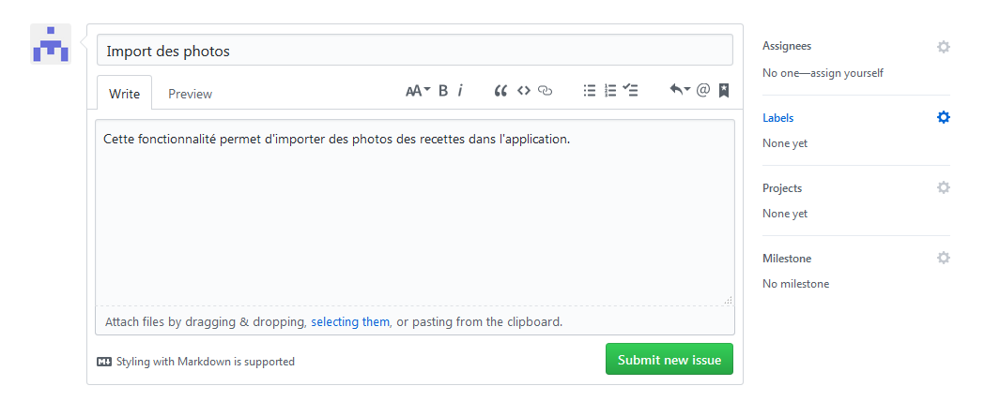 Import des photos
Write Preview AA B i
Cette fonctionnalité permet d'importer des photos des recettes dans l'application.
Attach files by dragging & dropping, selecting them, or pasting from the clipboard.
Styling with Markdown is supported
Submit new issue
Assignees
No one—assign yourself
Labels
None yet
Projects
None yet
Milestone
No milestone